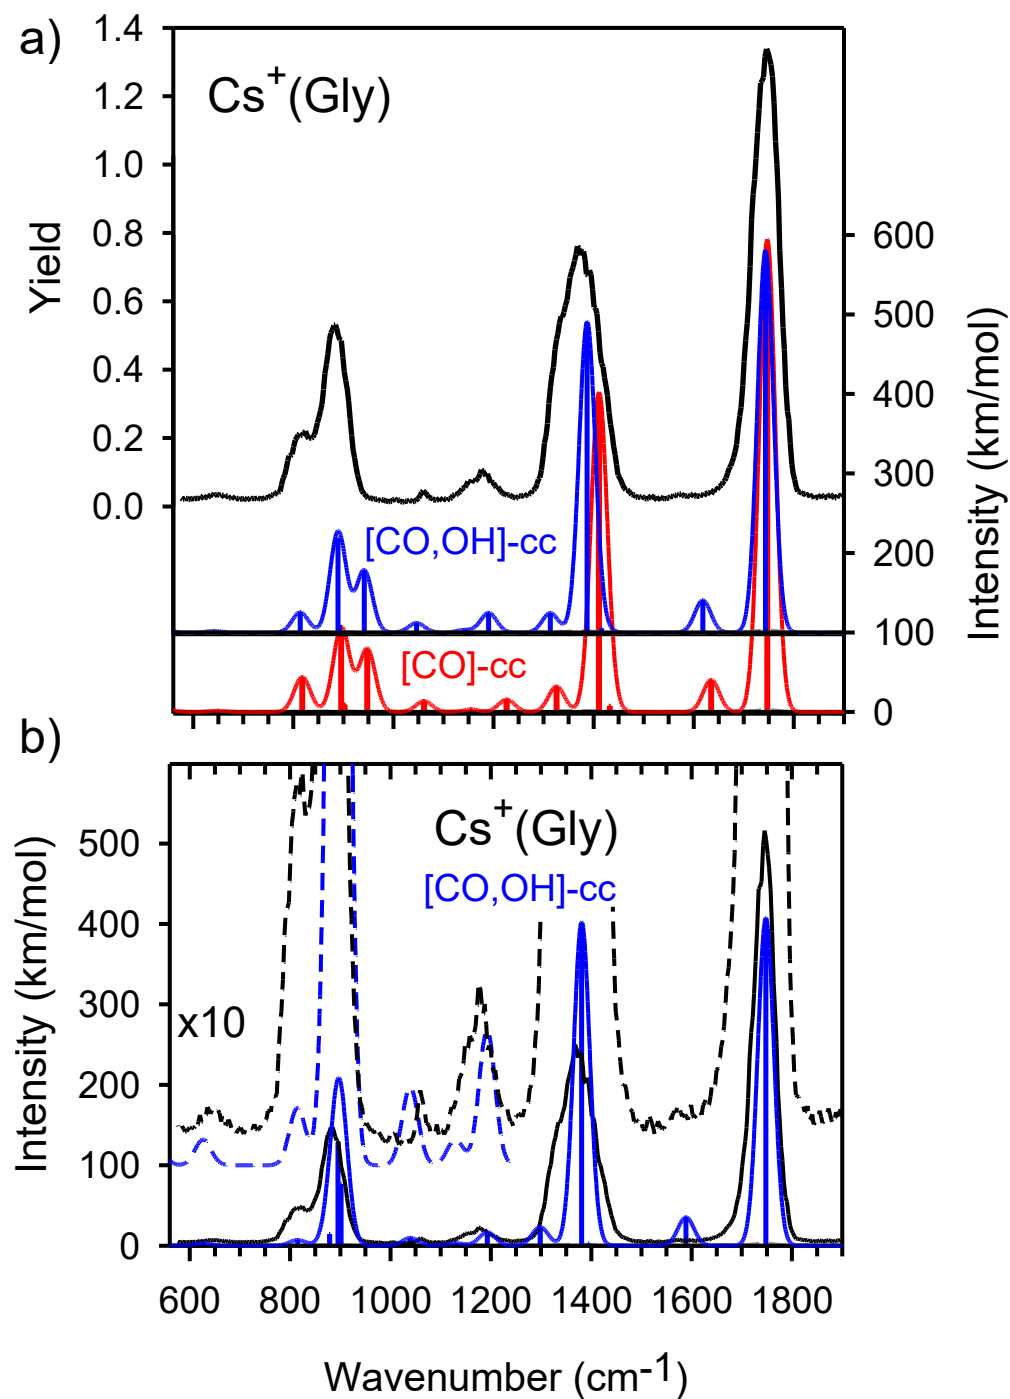 a)
Cs+(Gly)
Yield
1.4
1.2
1.0
0.8
0.6
0.4
0.2
0.0
600
500
400
300
200
100
0
Intensity (km/mol)
[CO,OH]-cc
[CO]-cc
b)
Cs+(Gly)
[CO,OH]-cc
x10
Intensity (km/mol)
500
400
300
200
100
0
600 800 1000 1200 1400 1600 1800
Wavenumber (cm-1)